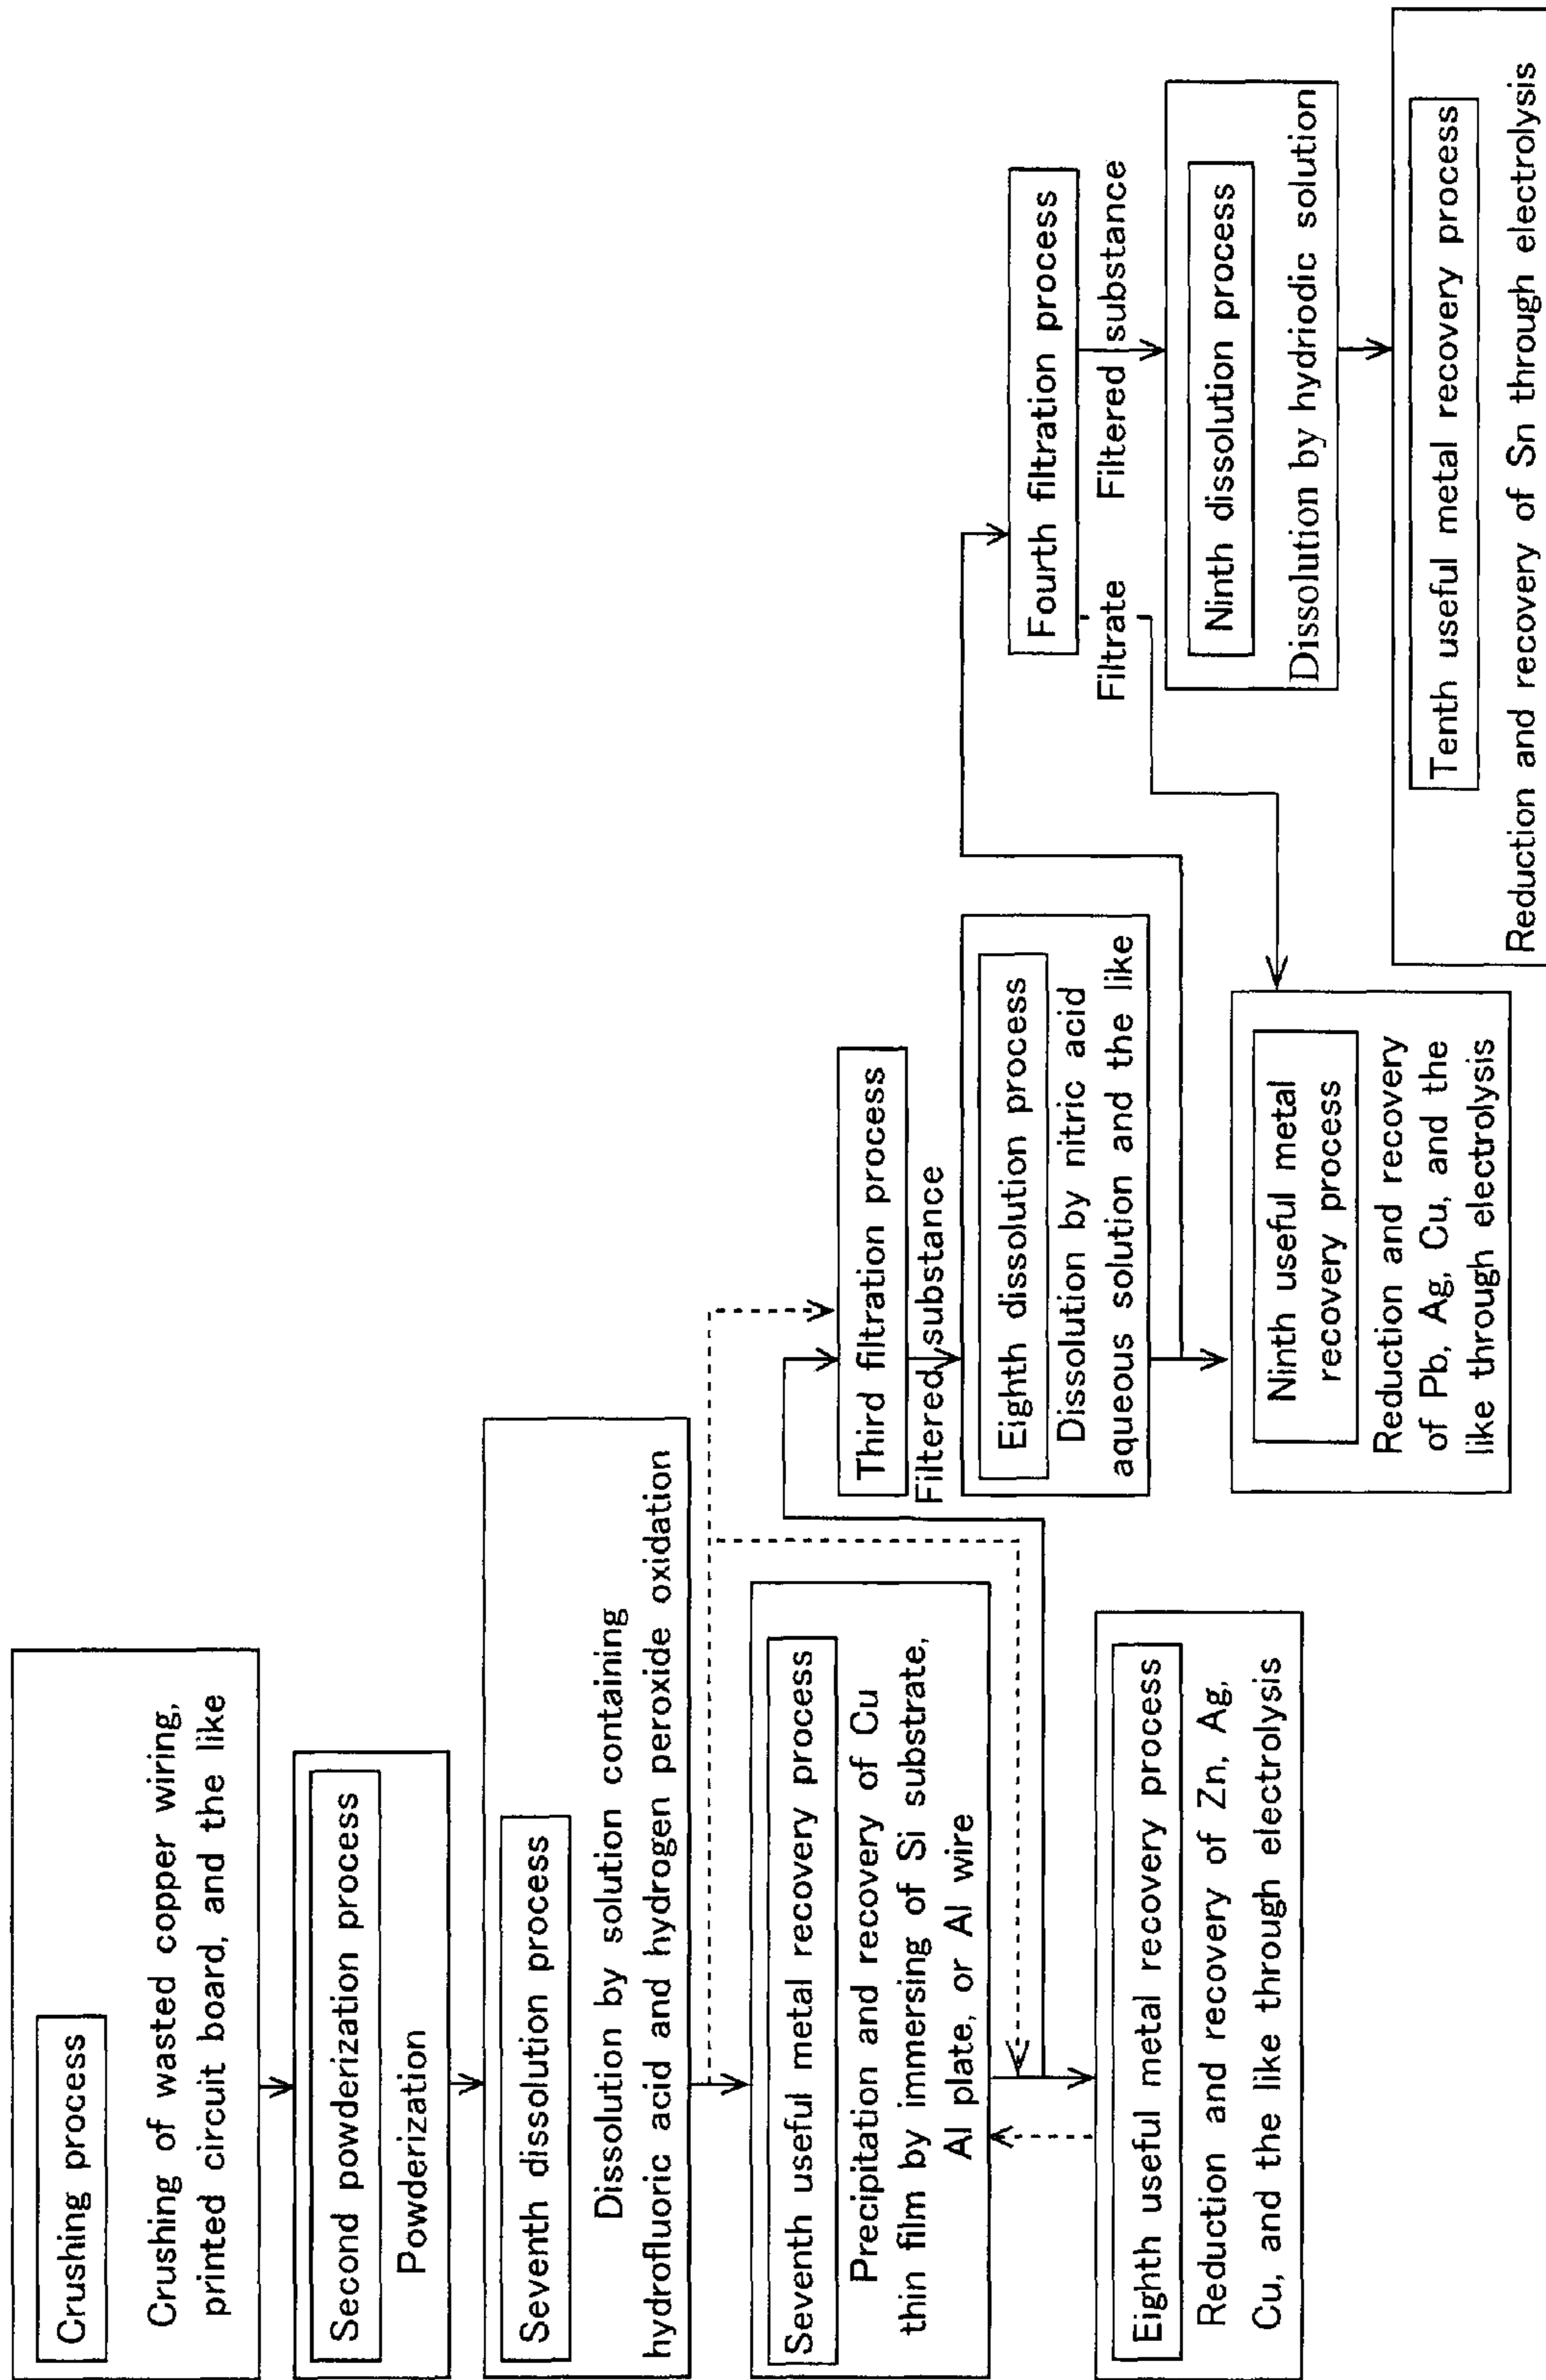 Crushing process
Crushing of wasted copper wiring,
printed circuit board, and the like
Second powderization process
Powderization
Seventh dissolution process
Dissolution by solution containing
hydrofluoric acid and hydrogen peroxide oxidation
Seventh useful metal recovery process
Precipitation and recovery of Cu
thin film by immersing of Si substrate,
Al plate, or Al wire
Eighth useful metal recovery process
Reduction and recovery of Zn, Ag,
Cu, and the like through electrolysis
Third filtration process
Filtered substance
Eighth dissolution process
Dissolution by nitric acid
aqueous solution and the like
Ninth useful metal
recovery process
Reduction and recovery
of Pb, Ag, Cu, and the
like through electrolysis
Fourth filtration process
Filtrate
Filtered substance
Ninth dissolution process
Dissolution by hydriodic solution
Tenth useful metal recovery process
Reduction and recovery of Sn through electrolysis